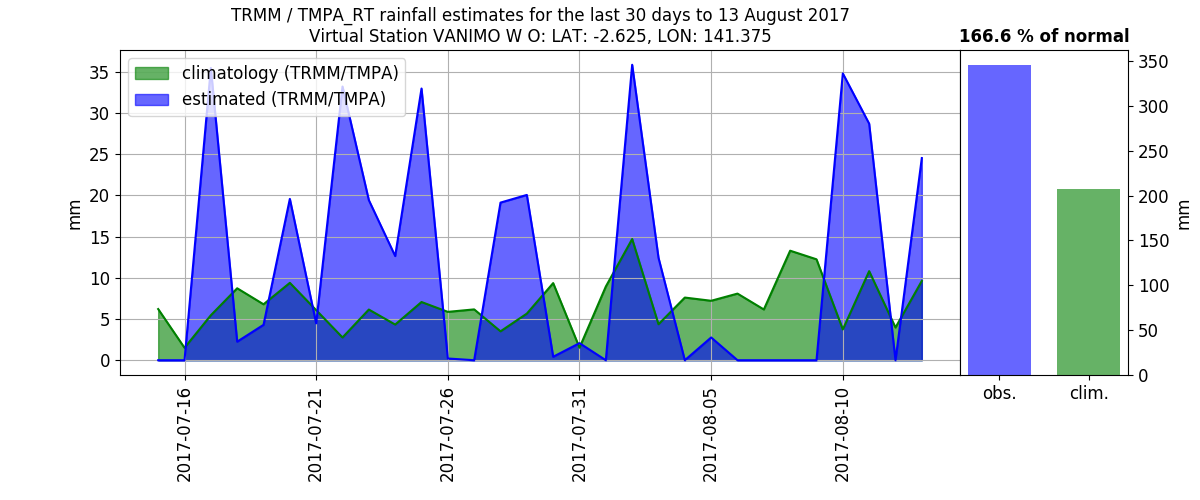 TRMM / TMPA_RT rainfall estimates for the last 30 days to 13 August 2017
Virtual Station VANIMO W O: LAT: -2.625, LON: 141.375
166.6 % of normal
climatology (TRMM/TMPA)
estimated (TRMM/TMPA)
mm
35
30
25
20
15
10
5
0
2017-07-16
2017-07-21
2017-07-26
2017-07-31
2017-08-05
2017-08-10
350
300
250
200
150
100
50
0
mm
obs.
clim.